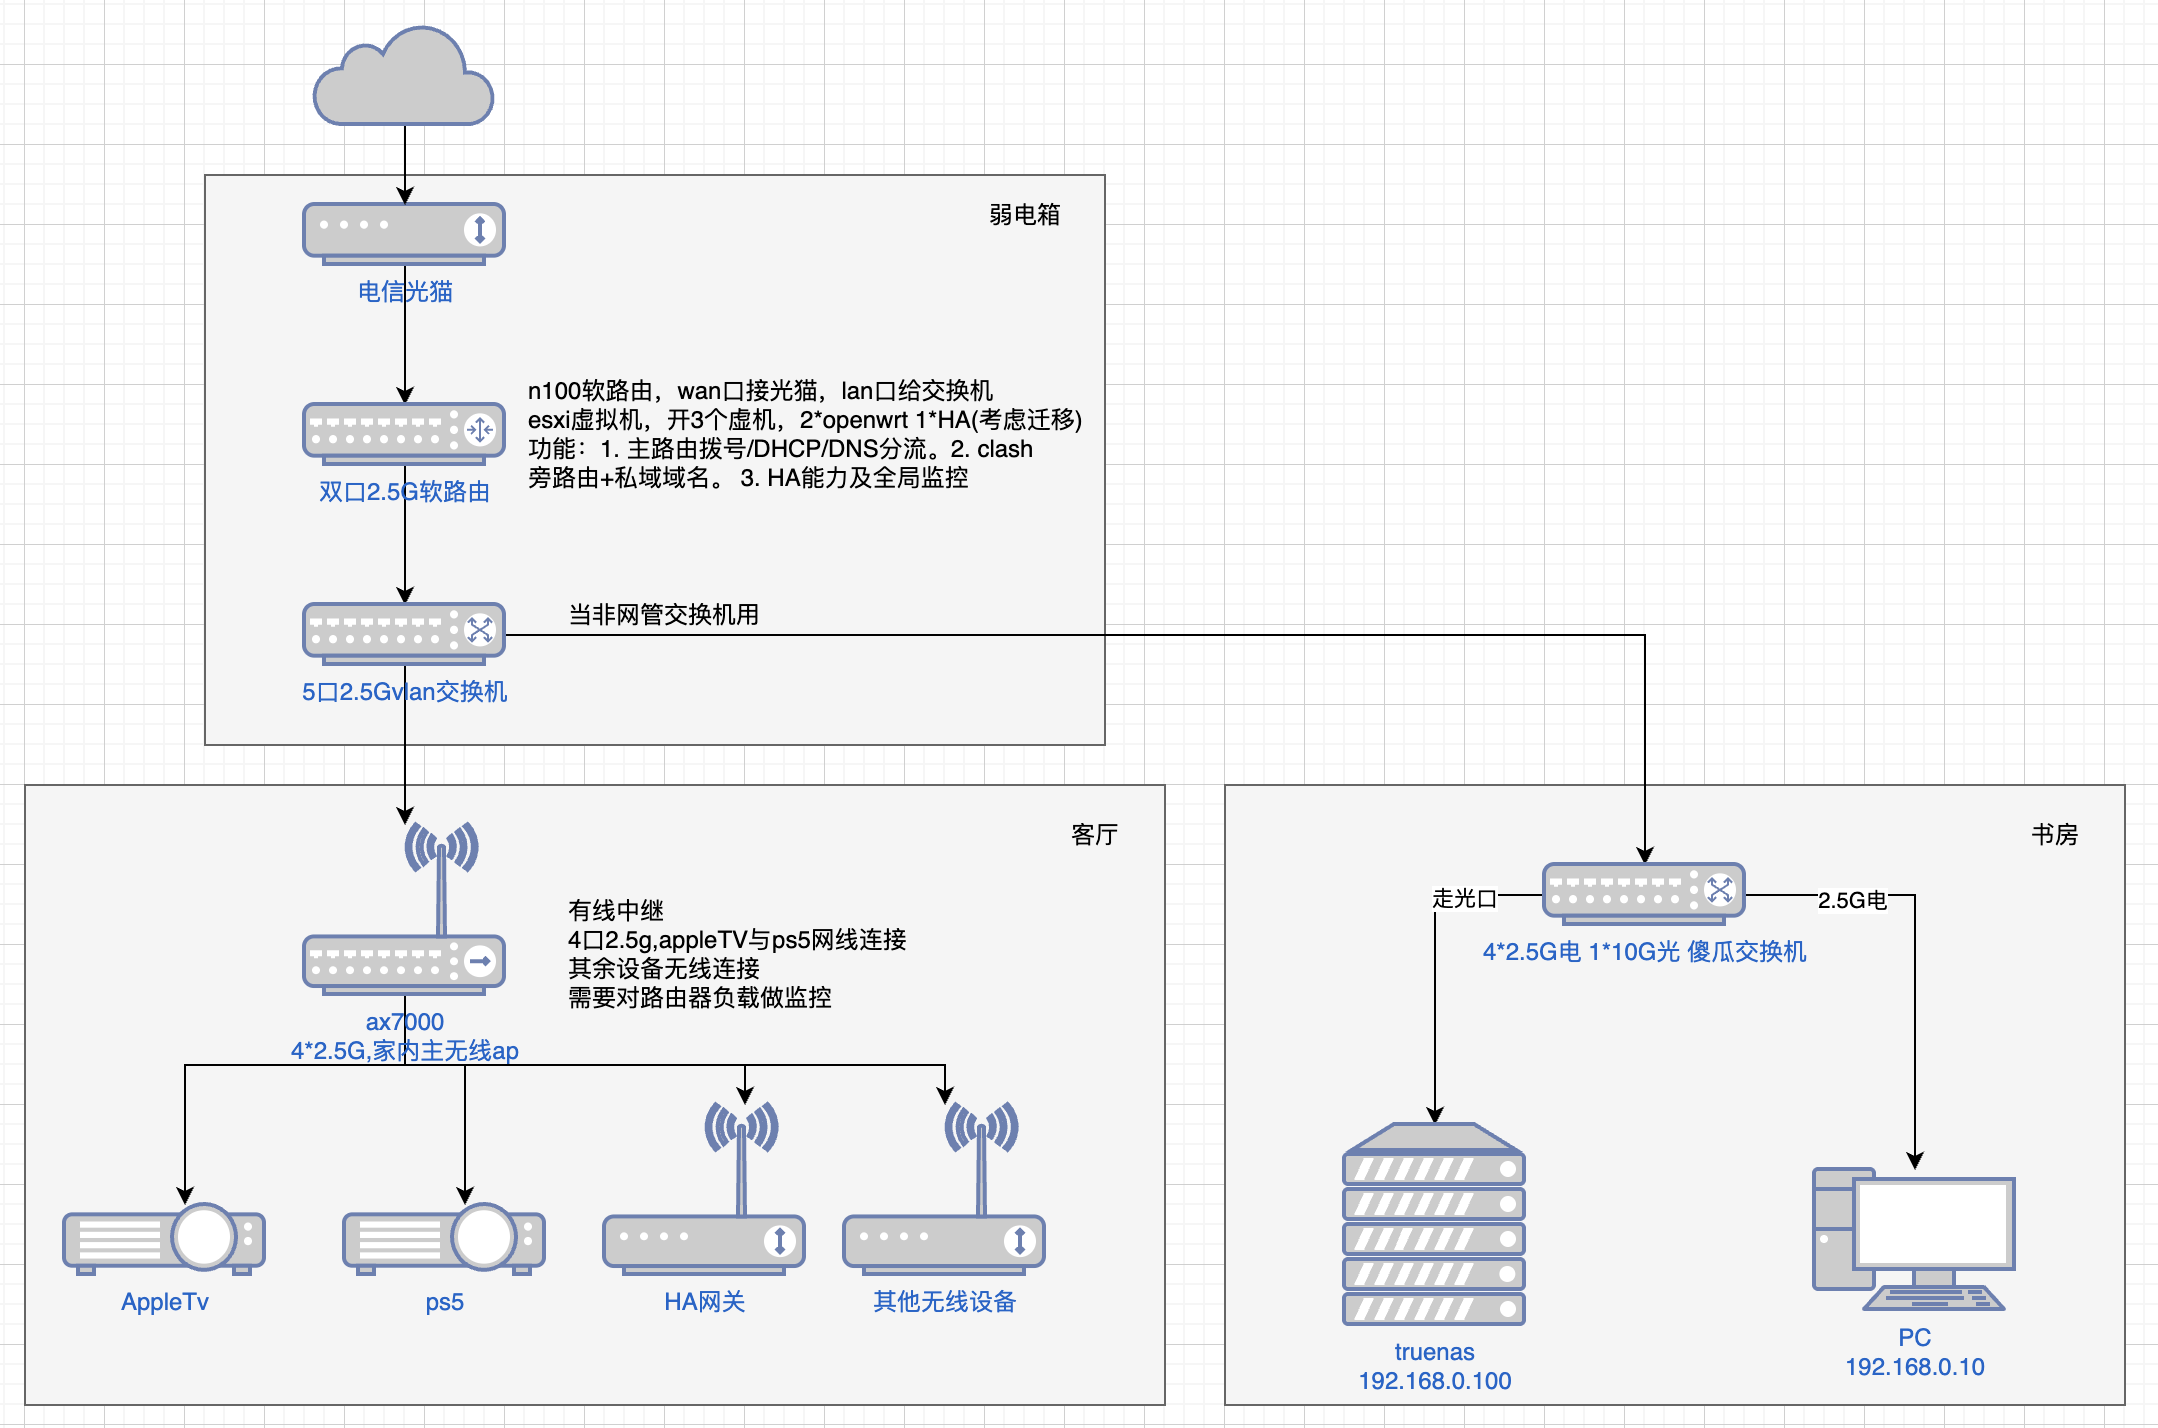 弱电箱
电信光猫
n100软路由，wan口接光猫，lan口给交换机
esxi虚拟机，开3个虚机，2*openwrt 1*HA(考虑迁移)
功能：1. 主路由拨号/DHCP/DNS分流。2. clash
旁路由+私域域名。 3. HA能力及全局监控
双口2.5G软路由
当非网管交换机用
5口2.5Gvlan交换机
客厅
有线中继
4口2.5g,appleTV与ps5网线连接
其余设备无线连接
需要对路由器负载做监控
ax7000
4*2.5G,家内主无线ap
AppleTv
ps5
HA网关
其他无线设备
书房
走光口
2.5G电
4*2.5G电 1*10G光 傻瓜交换机
truenas
192.168.0.100
PC
192.168.0.10